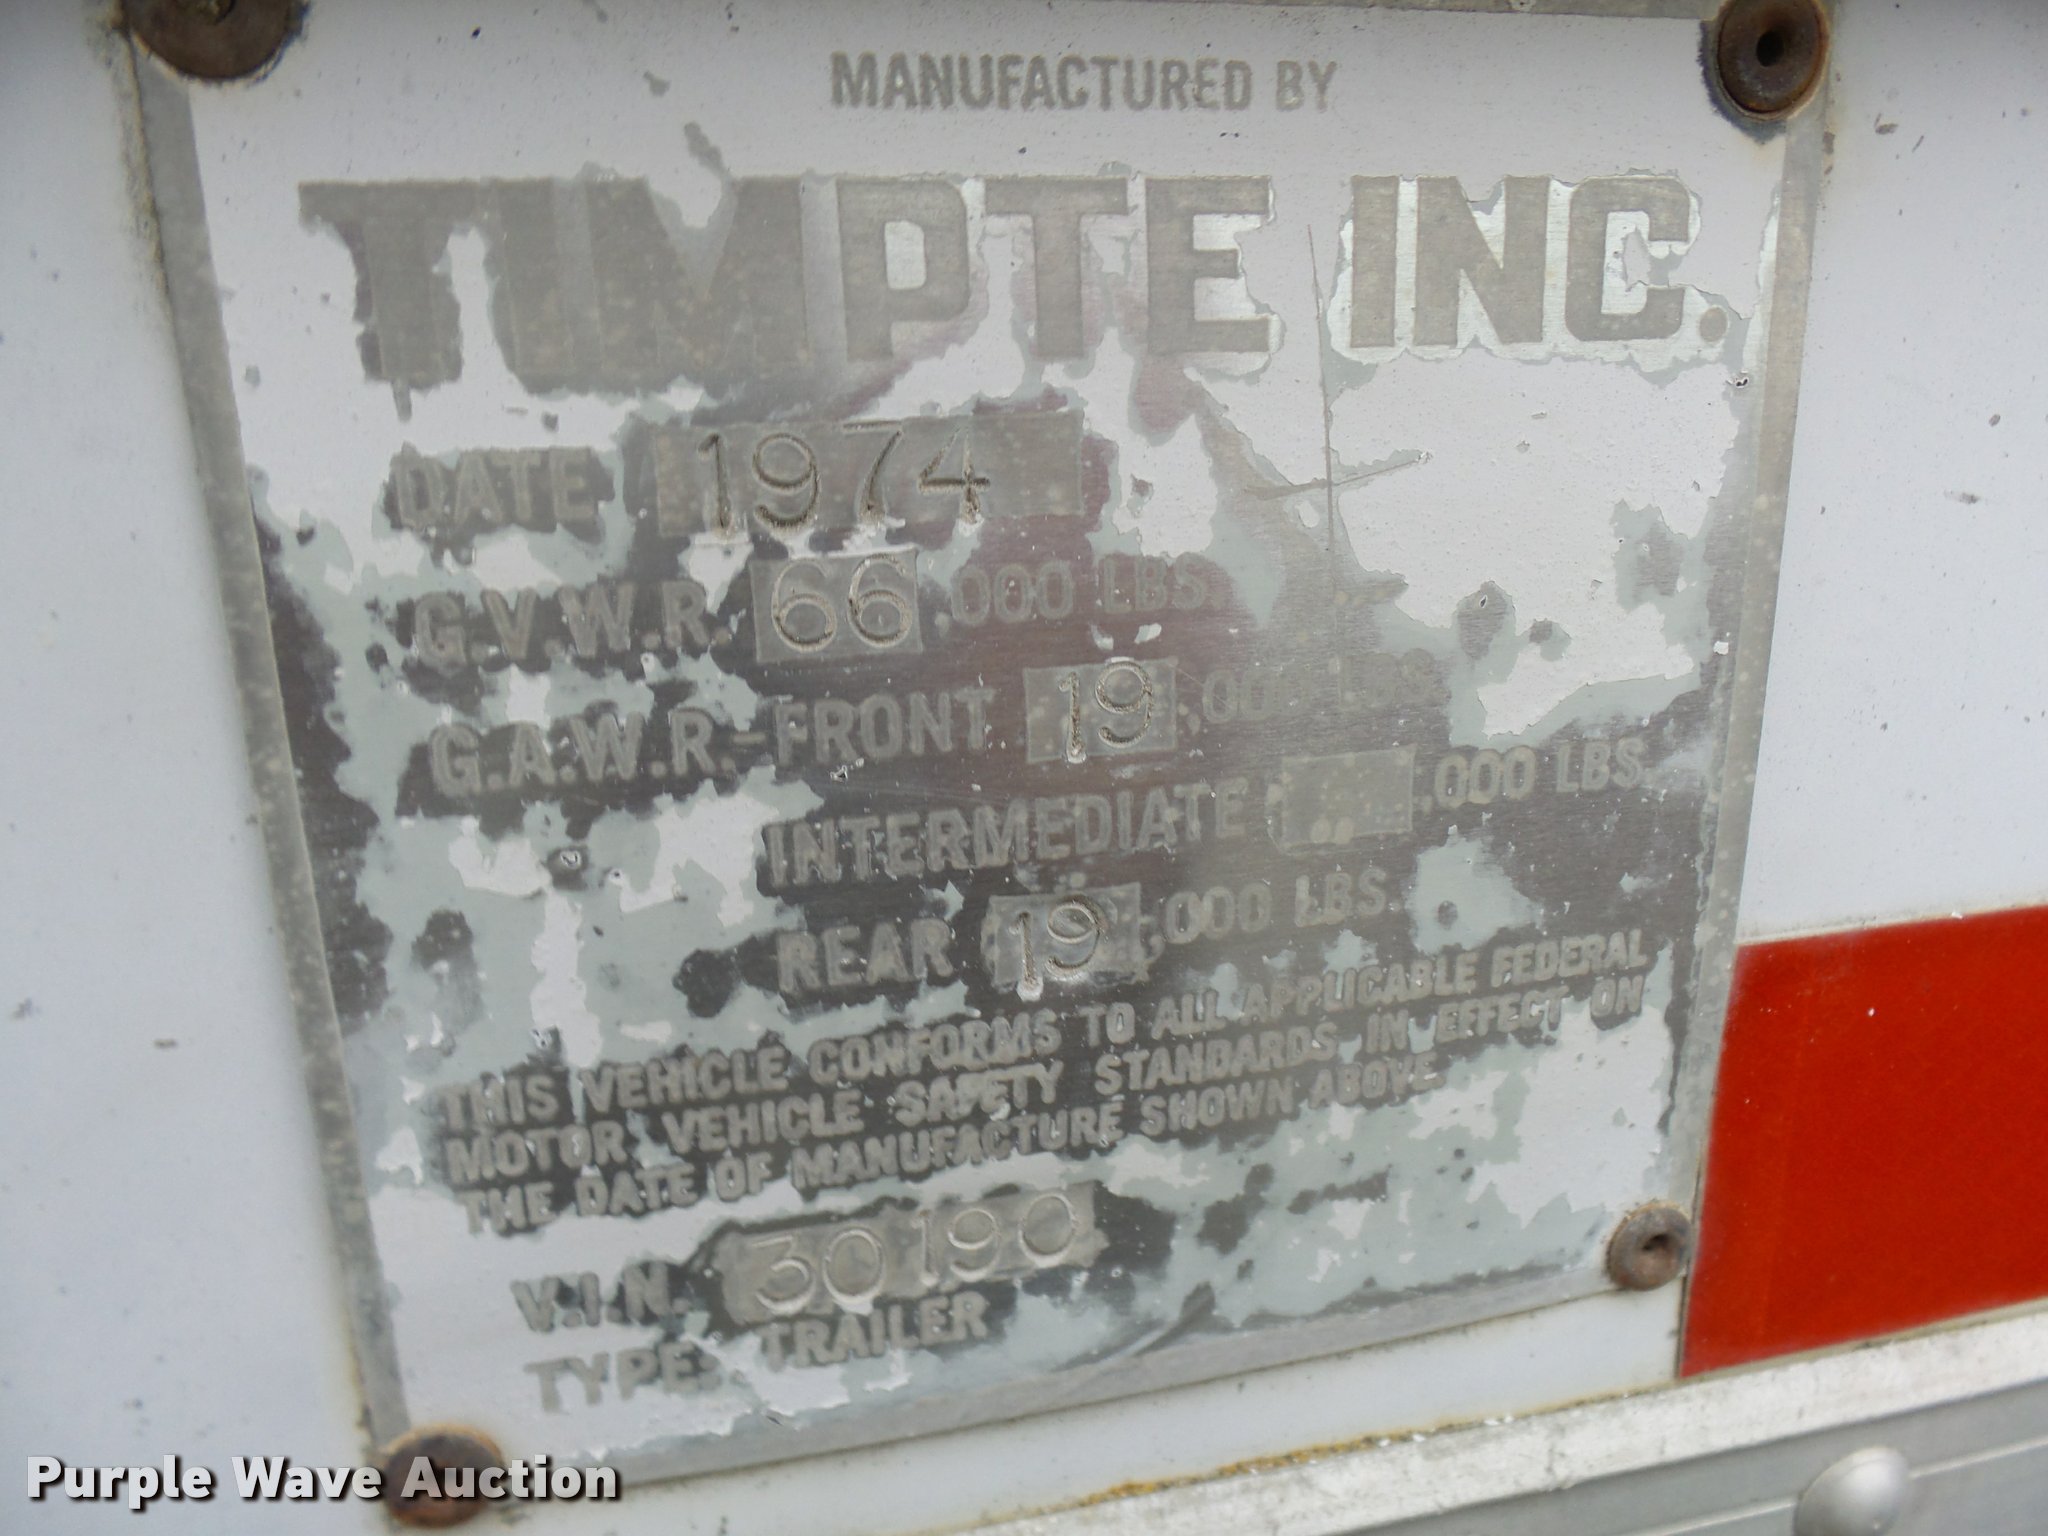 MANUFACTURED BY
TIMPTE INC.
DATE 1974
G.V.W.R. 66,000 LBS.
G.A.W.R.-FRONT 19,000 LBS.
INTERMEDIATE ,000 LBS.
REAR 19,000 LBS.
THIS VEHICLE CONFORMS TO ALL APPLICABLE FEDERAL
MOTOR VEHICLE SAFETY STANDARDS IN EFFECT ON
THE DATE OF MANUFACTURE SHOWN ABOVE.
V.I.N. 30190
TYPE: TRAILER
Purple Wave Auction